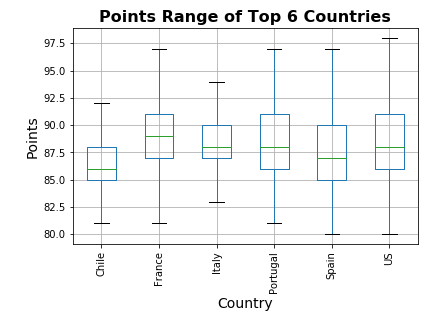 Points Range of Top 6 Countries
97.5
95.0
92.5
90.0
87.5
85.0
82.5
80.0
Points
Chile
France
Italy
Portugal
Spain
US
Country